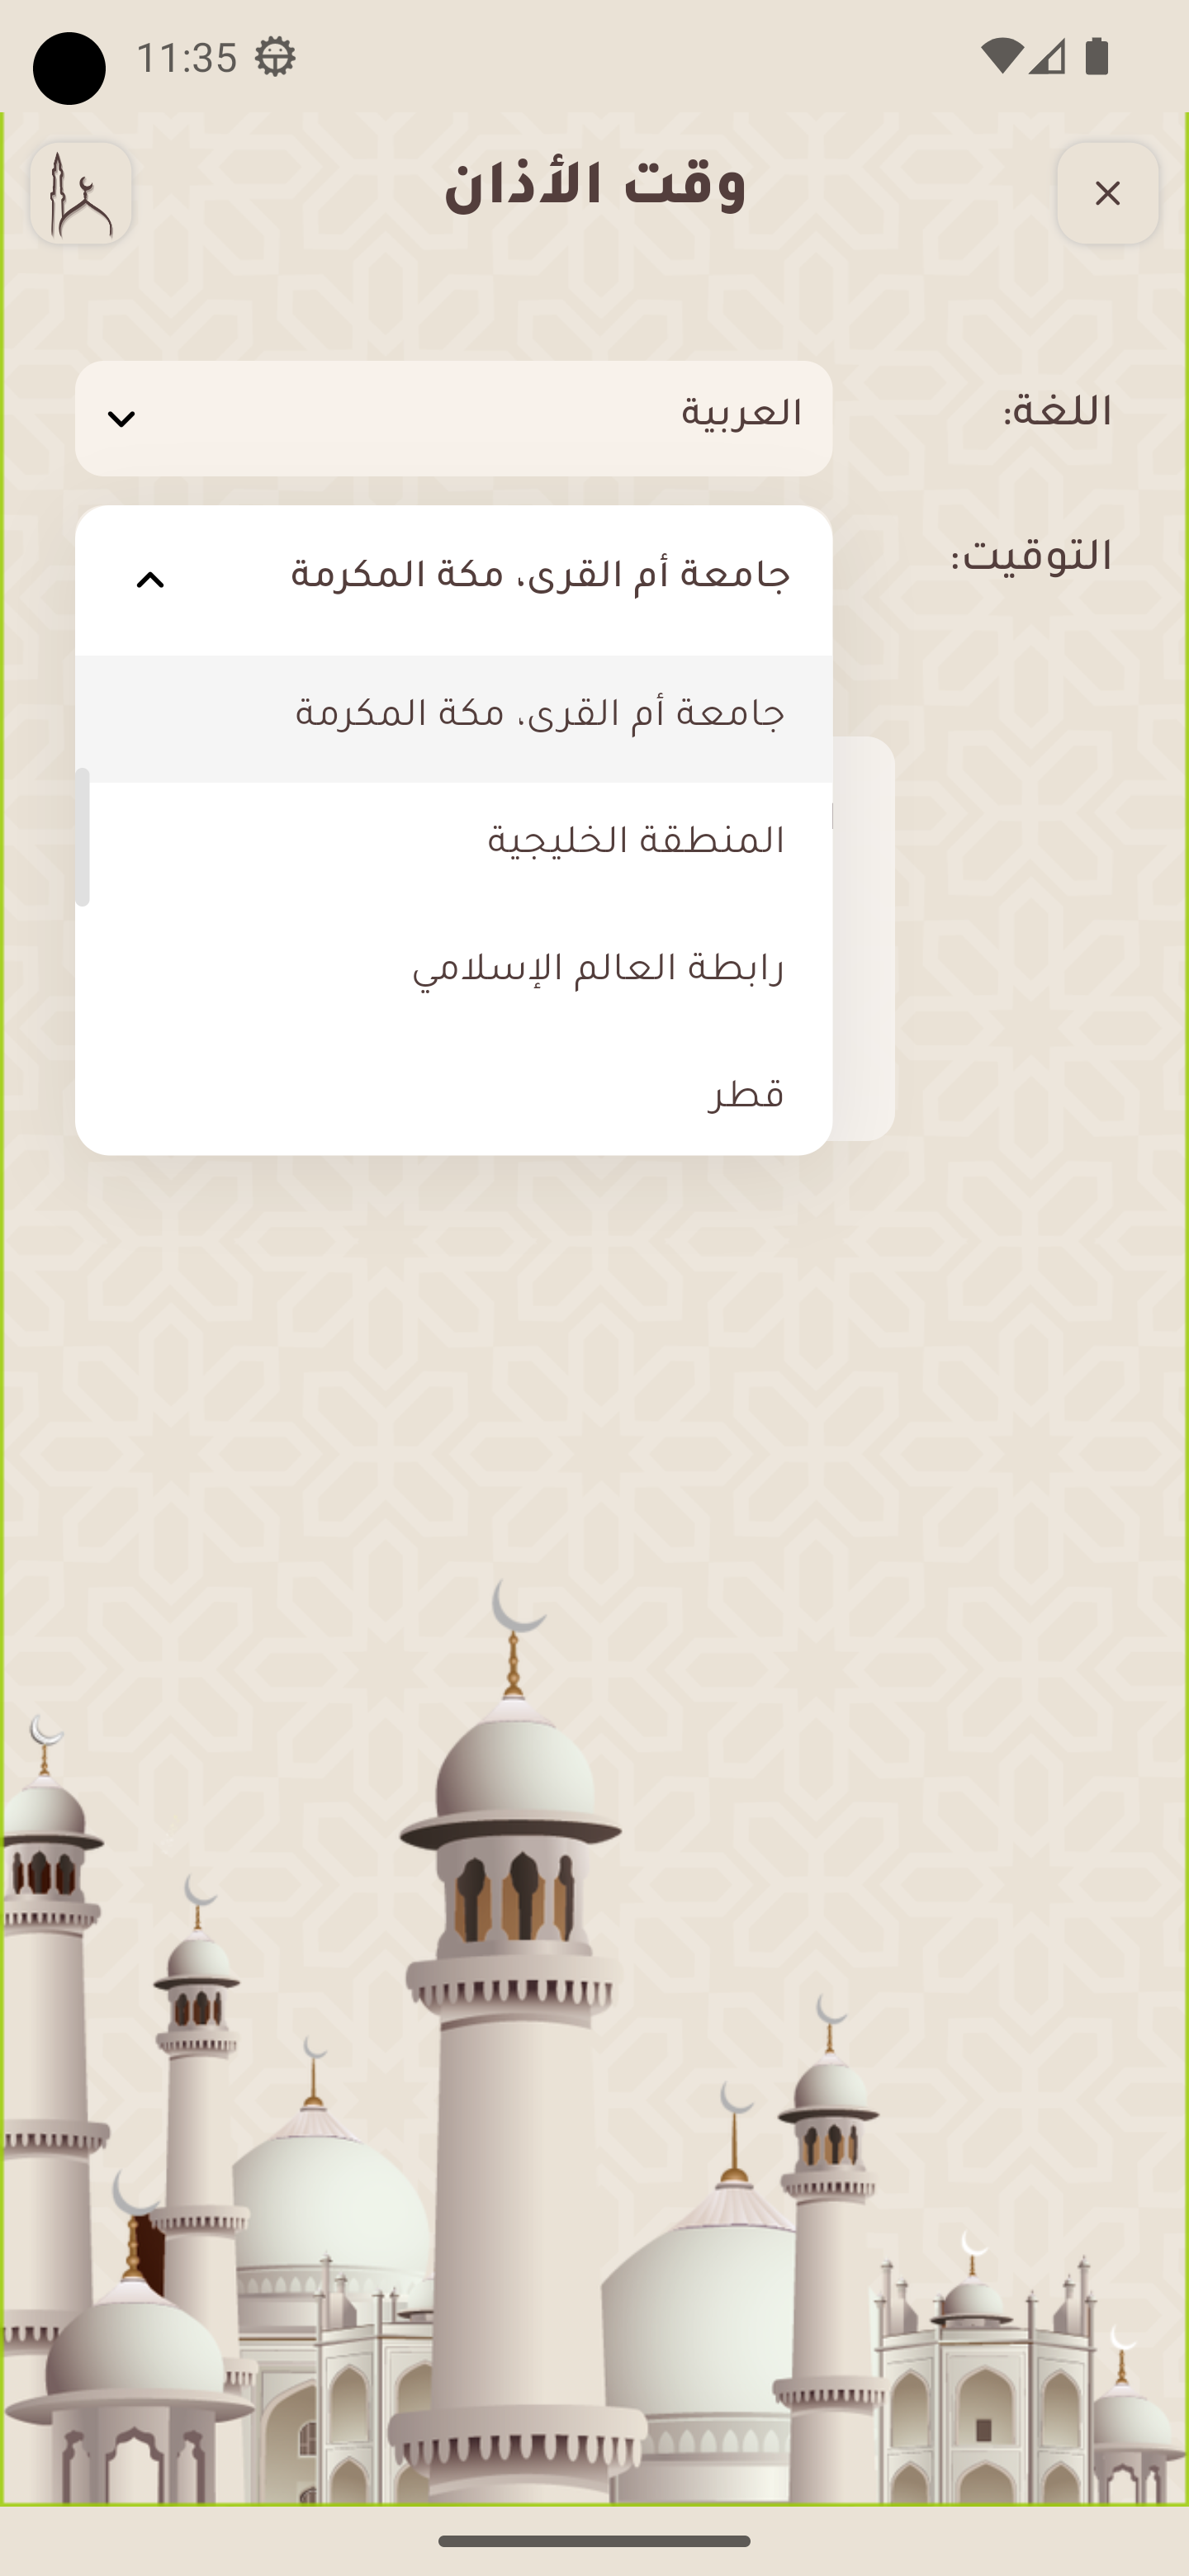 11:35
وقت الأذان
اللغة:
العربية
التوقيت:
جامعة أم القرى، مكة المكرمة
جامعة أم القرى، مكة المكرمة
المنطقة الخليجية
رابطة العالم الإسلامي
قطر